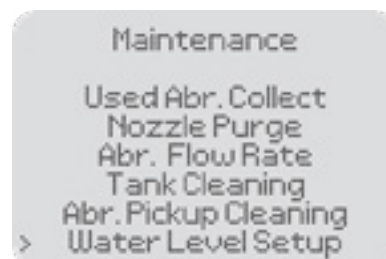 Maintenance
Used Abr. Collect
Nozzle Purge
Abr. Flow Rate
Tank Cleaning
Abr. Pickup Cleaning
> Water Level Setup